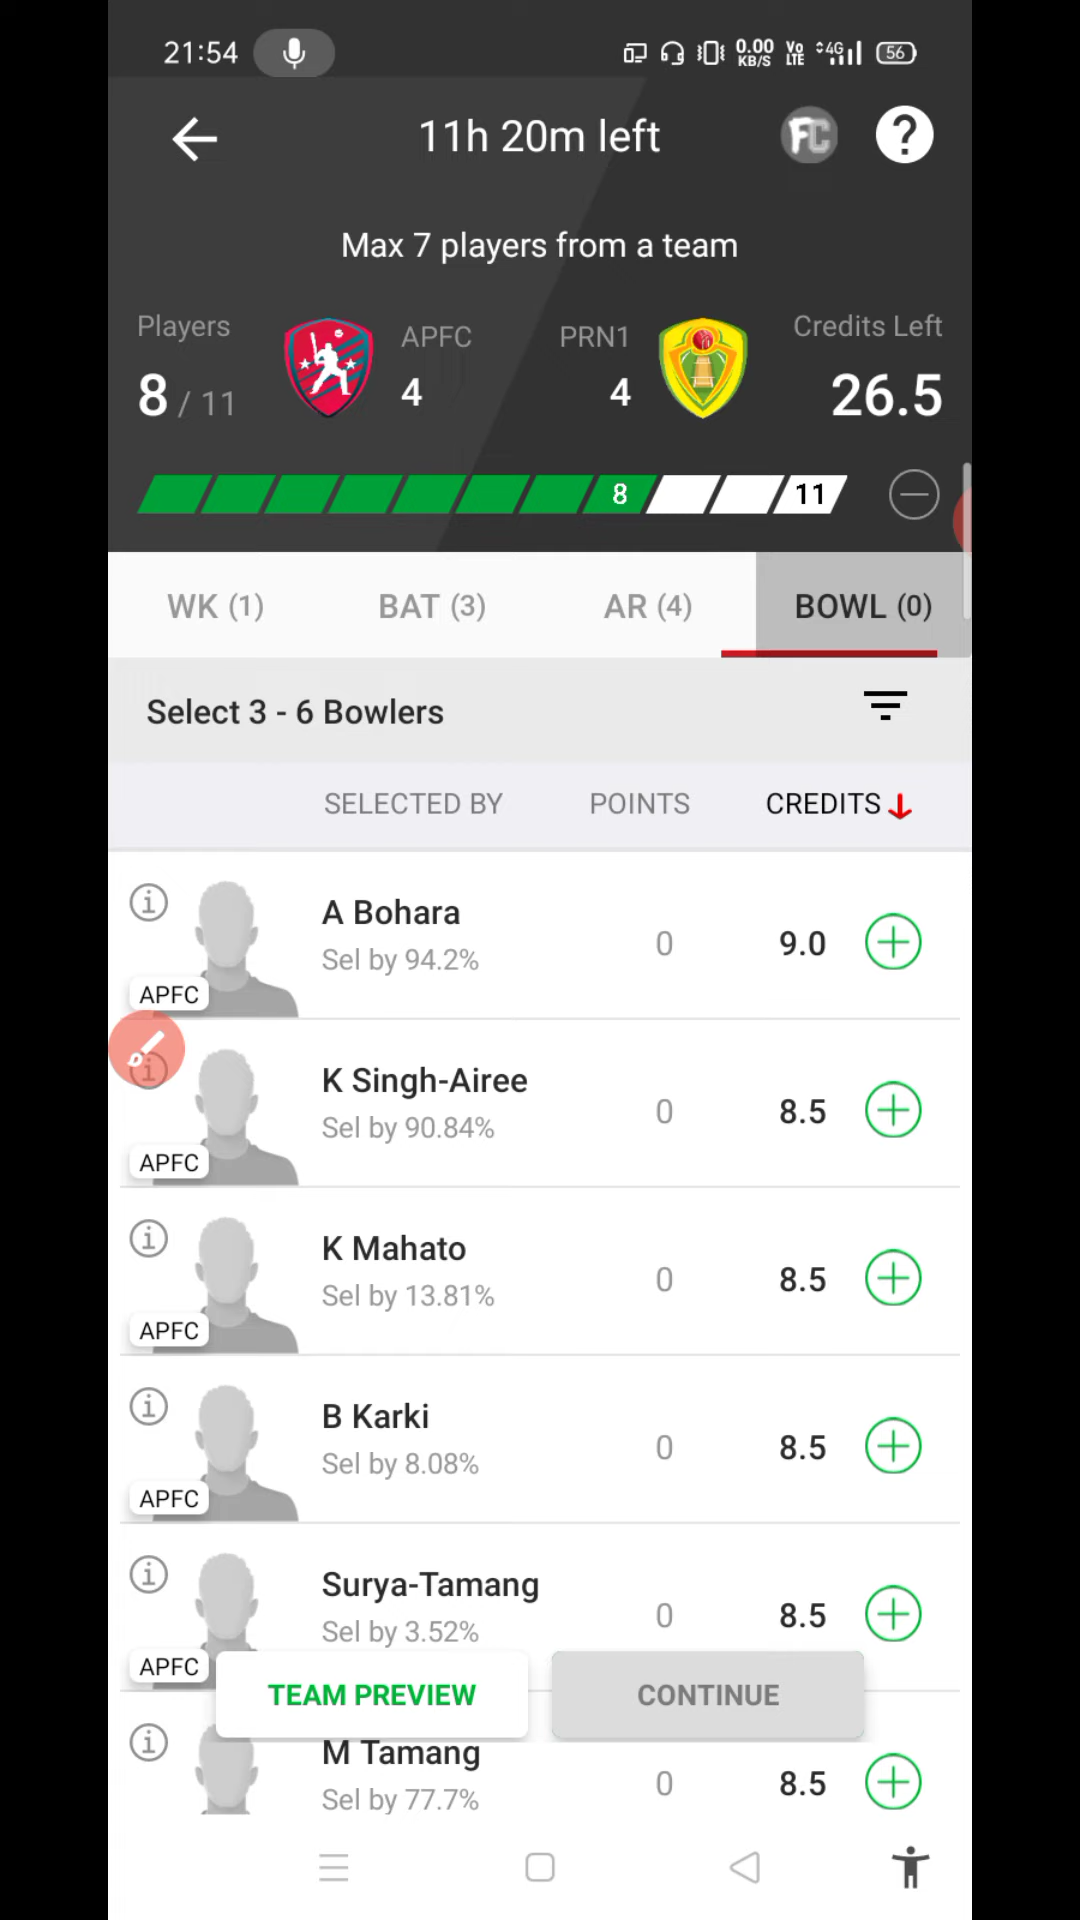 21:54 0.00 KB/S Vo LTE 4G 56
11h 20m left FC ?
Max 7 players from a team
Players APFC PRN1 Credits Left
8 / 11 4 4 26.5
8 11
WK (1) BAT (3) AR (4) BOWL (0)
Select 3 - 6 Bowlers
SELECTED BY POINTS CREDITS
A Bohara
Sel by 94.2% 0 9.0
APFC
K Singh-Airee
Sel by 90.84% 0 8.5
APFC
K Mahato
Sel by 13.81% 0 8.5
APFC
B Karki
Sel by 8.08% 0 8.5
APFC
Surya-Tamang
Sel by 3.52% 0 8.5
APFC
TEAM PREVIEW CONTINUE
M Tamang
Sel by 77.7% 0 8.5